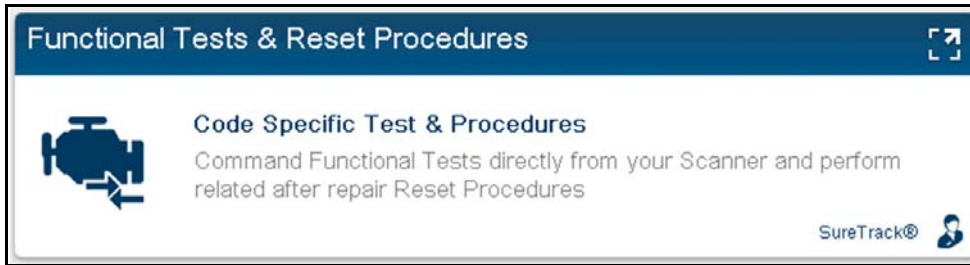 Functional Tests & Reset Procedures
Code Specific Test & Procedures
Command Functional Tests directly from your Scanner and perform
related after repair Reset Procedures
SureTrack®